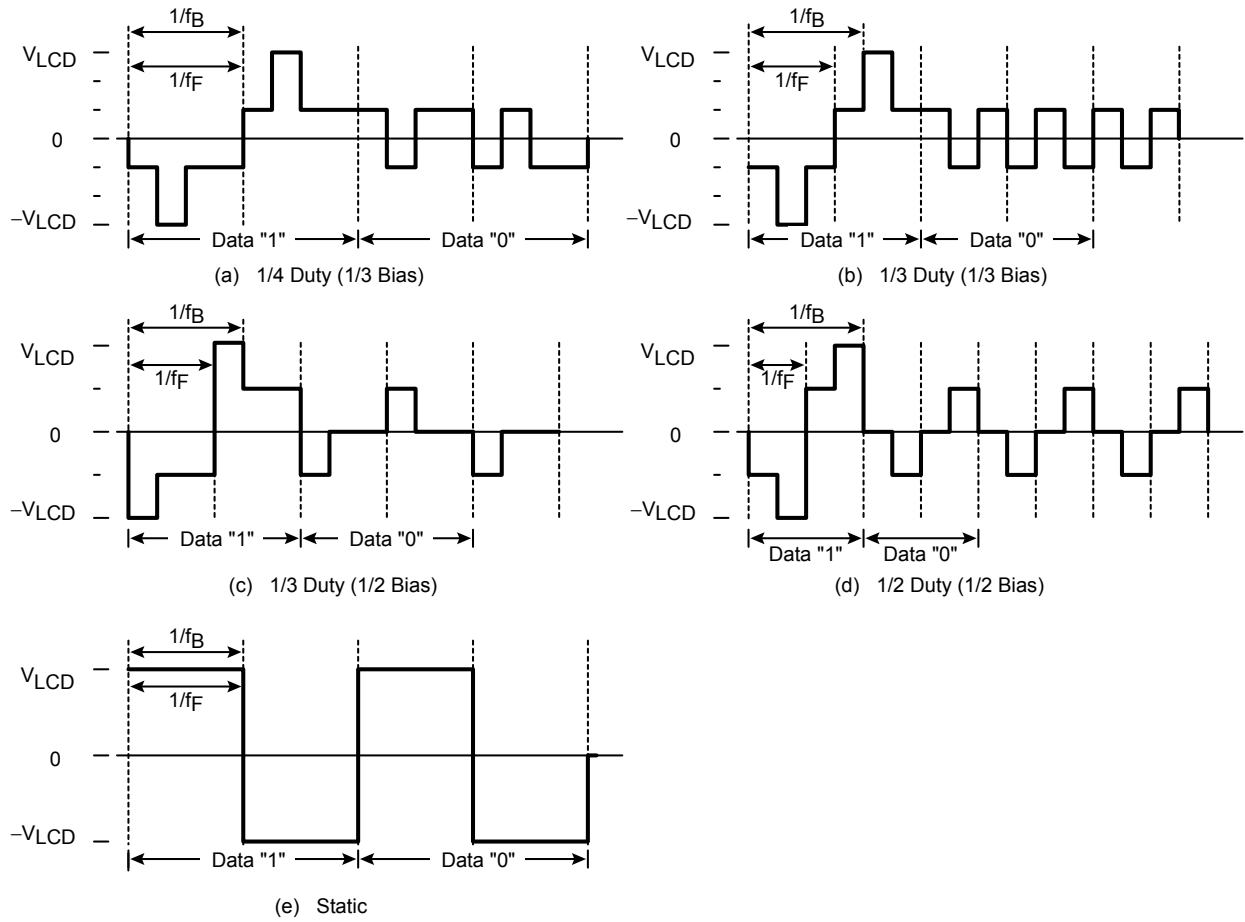 1/fB
1/fF
VLCD
0
−VLCD
Data "1"
Data "0"
(a) 1/4 Duty (1/3 Bias)
1/fB
1/fF
VLCD
0
−VLCD
Data "1"
Data "0"
(b) 1/3 Duty (1/3 Bias)
1/fB
1/fF
VLCD
0
−VLCD
Data "1"
Data "0"
(c) 1/3 Duty (1/2 Bias)
1/fB
1/fF
VLCD
0
−VLCD
Data "1"
Data "0"
(d) 1/2 Duty (1/2 Bias)
1/fB
1/fF
VLCD
0
−VLCD
Data "1"
Data "0"
(e) Static